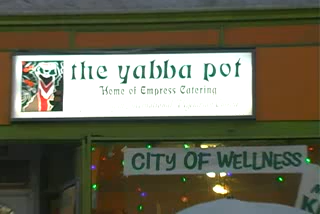 the yabba pot
Home of Empress Catering
CITY OF WELLNESS